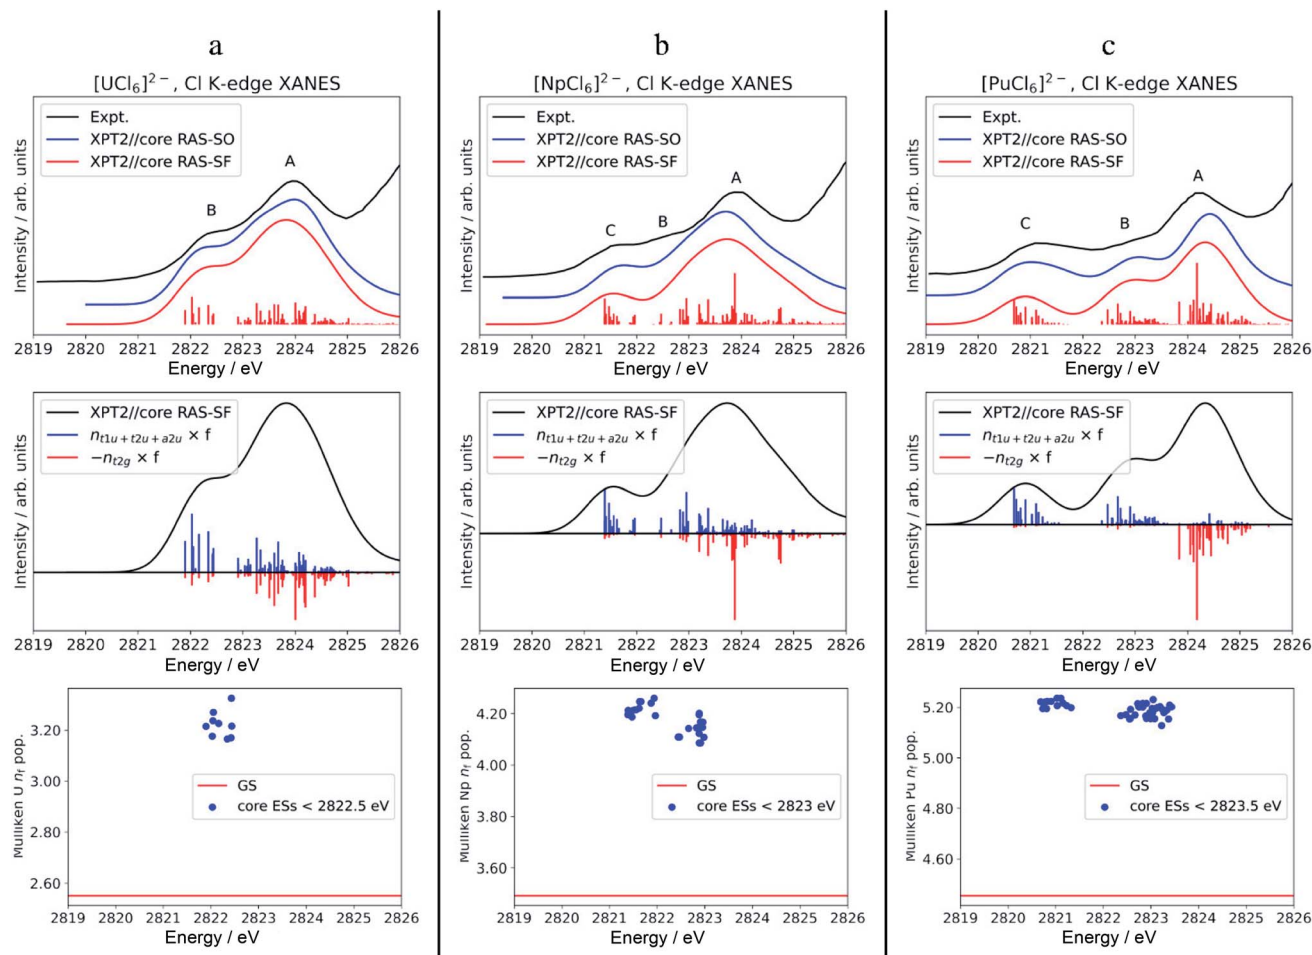 a
[UCl6]2−, Cl K-edge XANES
Expt.
XPT2//core RAS-SO
XPT2//core RAS-SF
A
B
Intensity / arb. units
2819 2820 2821 2822 2823 2824 2825 2826
Energy / eV
XPT2//core RAS-SF
nt1u+t2u+a2u × f
−nt2g × f
Intensity / arb. units
2819 2820 2821 2822 2823 2824 2825 2826
Energy / eV
3.20
3.00
2.80
2.60
Mulliken U nf pop.
GS
core ESs < 2822.5 eV
2819 2820 2821 2822 2823 2824 2825 2826
Energy / eV
b
[NpCl6]2−, Cl K-edge XANES
Expt.
XPT2//core RAS-SO
XPT2//core RAS-SF
A
C
B
Intensity / arb. units
2819 2820 2821 2822 2823 2824 2825 2826
Energy / eV
XPT2//core RAS-SF
nt1u+t2u+a2u × f
−nt2g × f
Intensity / arb. units
2819 2820 2821 2822 2823 2824 2825 2826
Energy / eV
4.20
4.00
3.80
3.60
Mulliken Np nf pop.
GS
core ESs < 2823 eV
2819 2820 2821 2822 2823 2824 2825 2826
Energy / eV
c
[PuCl6]2−, Cl K-edge XANES
Expt.
XPT2//core RAS-SO
XPT2//core RAS-SF
A
C
B
Intensity / arb. units
2819 2820 2821 2822 2823 2824 2825 2826
Energy / eV
XPT2//core RAS-SF
nt1u+t2u+a2u × f
−nt2g × f
Intensity / arb. units
2819 2820 2821 2822 2823 2824 2825 2826
Energy / eV
5.20
5.00
4.80
4.60
Mulliken Pu nf pop.
GS
core ESs < 2823.5 eV
2819 2820 2821 2822 2823 2824 2825 2826
Energy / eV